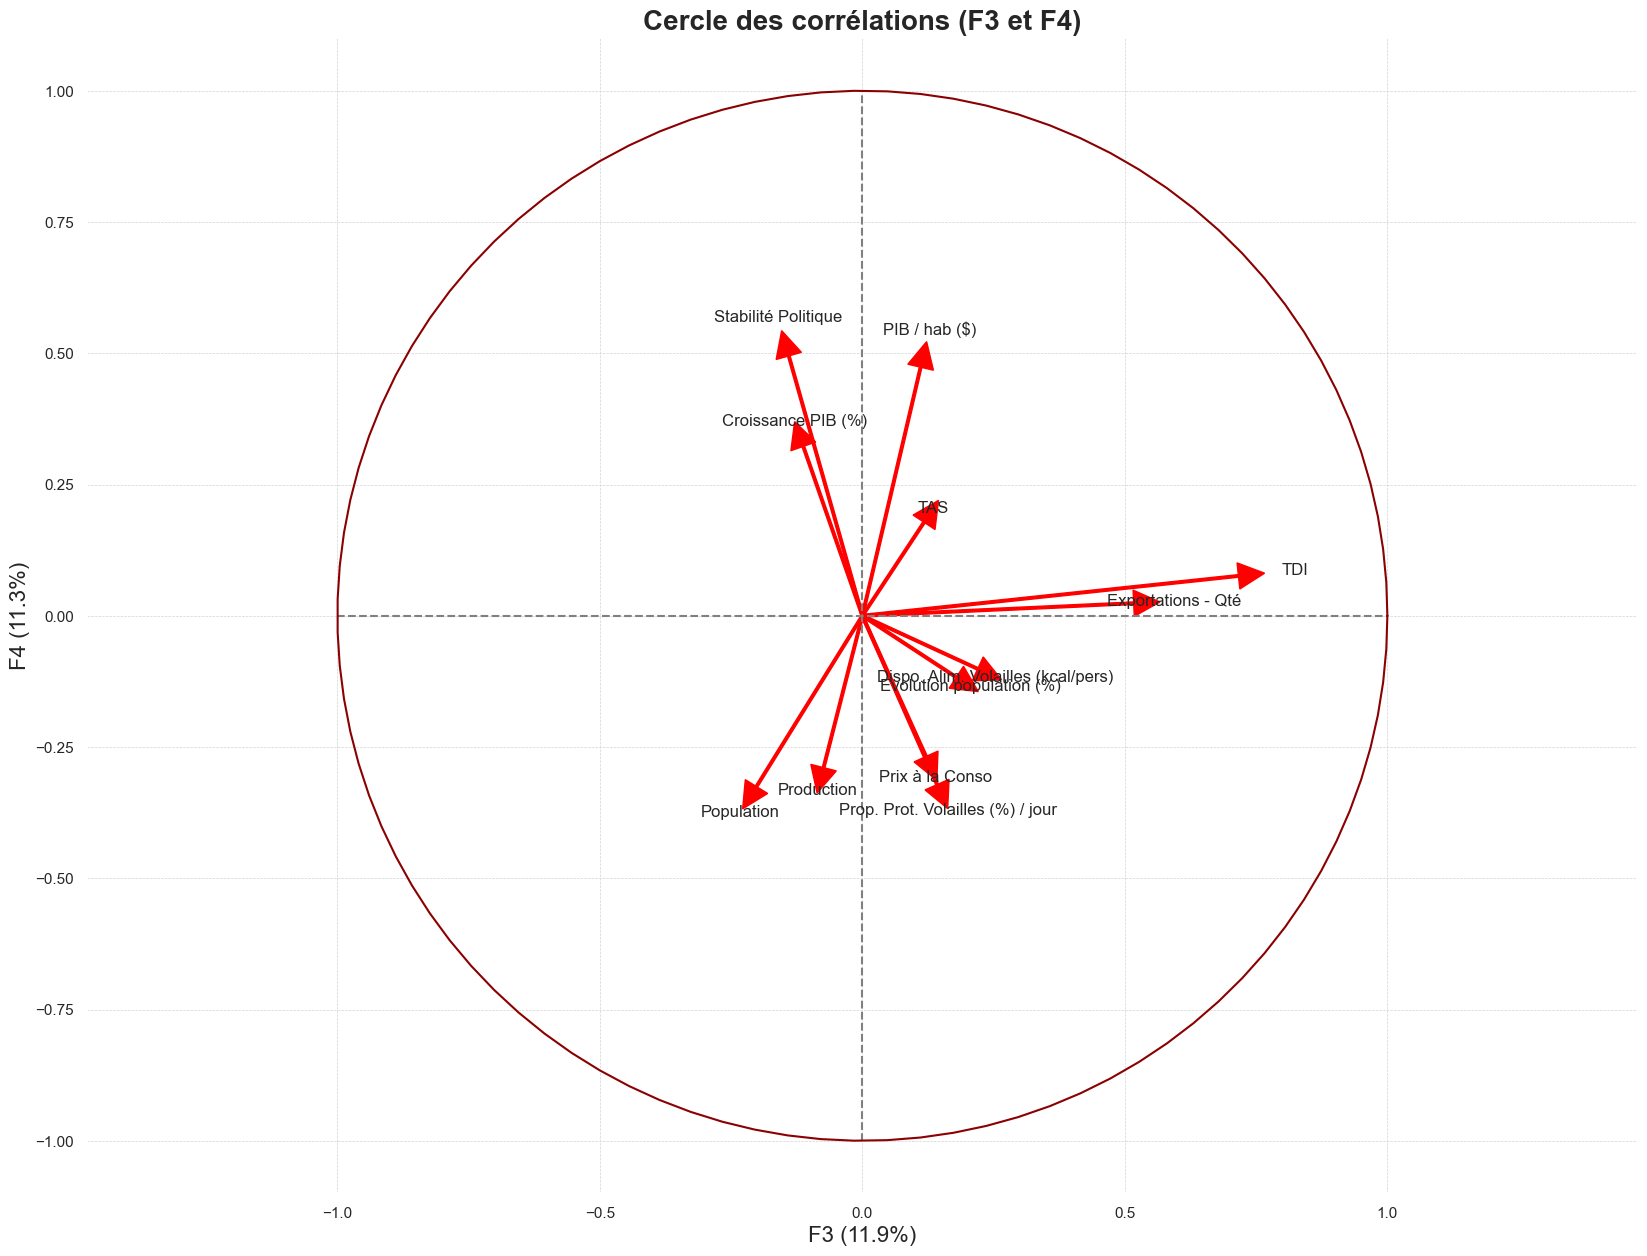 Cercle des corrélations (F3 et F4)
1.00
0.75
Stabilité Politique
PIB / hab ($)
0.50
Croissance PIB (%)
0.25
TAS
TDI
Exportations - Qté
0.00
F4 (11.3%)
Dispo. Alim. Volailles (kcal/pers)
Evolution population (%)
−0.25
Prix à la Conso
Production
Prop. Prot. Volailles (%) / jour
Population
−0.50
−0.75
−1.00
−1.0
−0.5
0.0
0.5
1.0
F3 (11.9%)